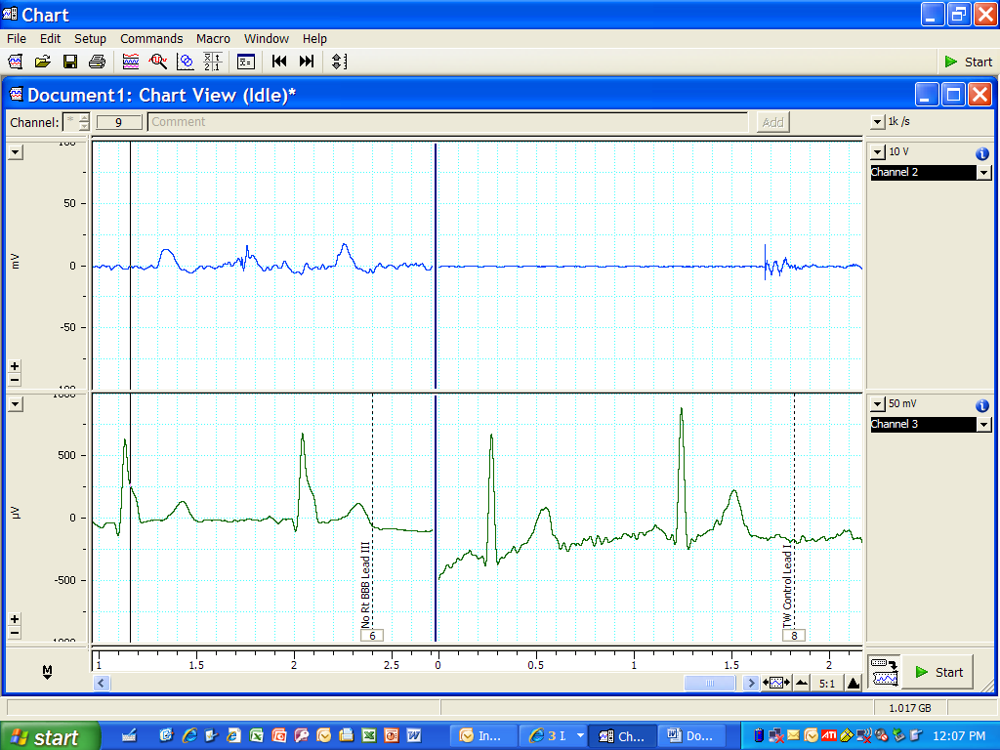 Chart
File Edit Setup Commands Macro Window Help
Start
Document1: Chart View (Idle)*
Channel: * 9 Comment Add 1k /s
100
50
0
-50
-100
mV
10 V
Channel 2
1000
500
0
-500
-1000
µV
50 mV
Channel 3
No Rt BBB Lead III
6
TW Control Lead I
8
M
1 1.5 2 2.5 0 0.5 1 1.5 2
5:1
Start
1.017 GB
start In... 3 I Ch... Do... 12:07 PM